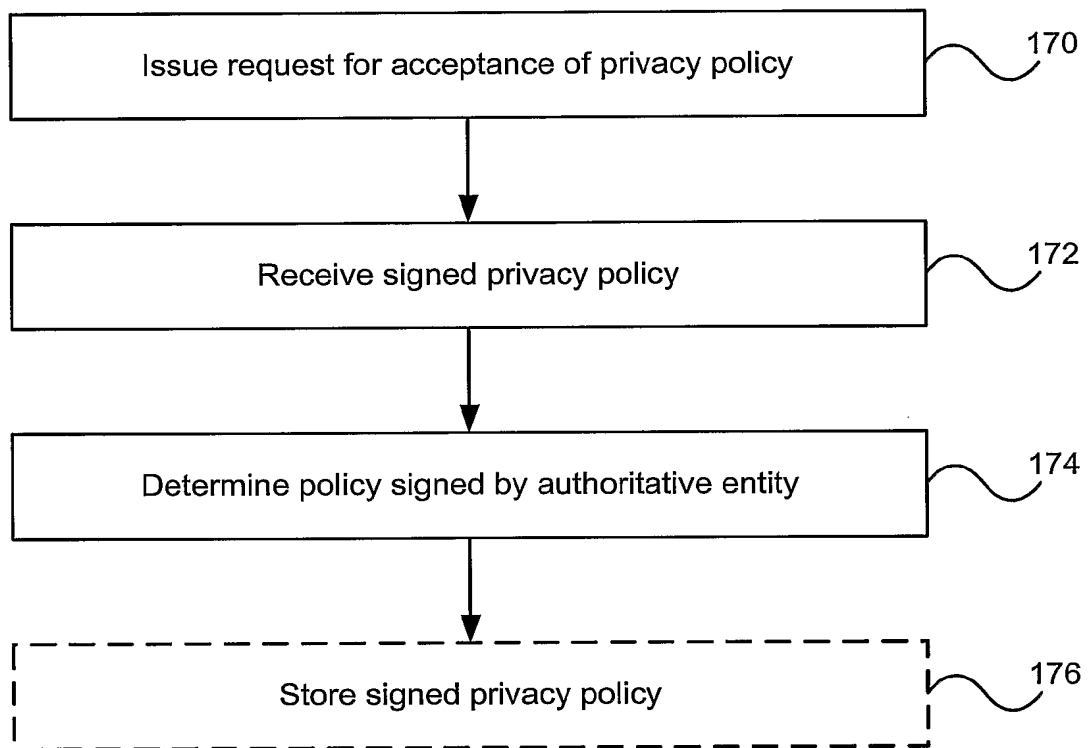 Issue request for acceptance of privacy policy
170
Receive signed privacy policy
172
Determine policy signed by authoritative entity
174
Store signed privacy policy
176